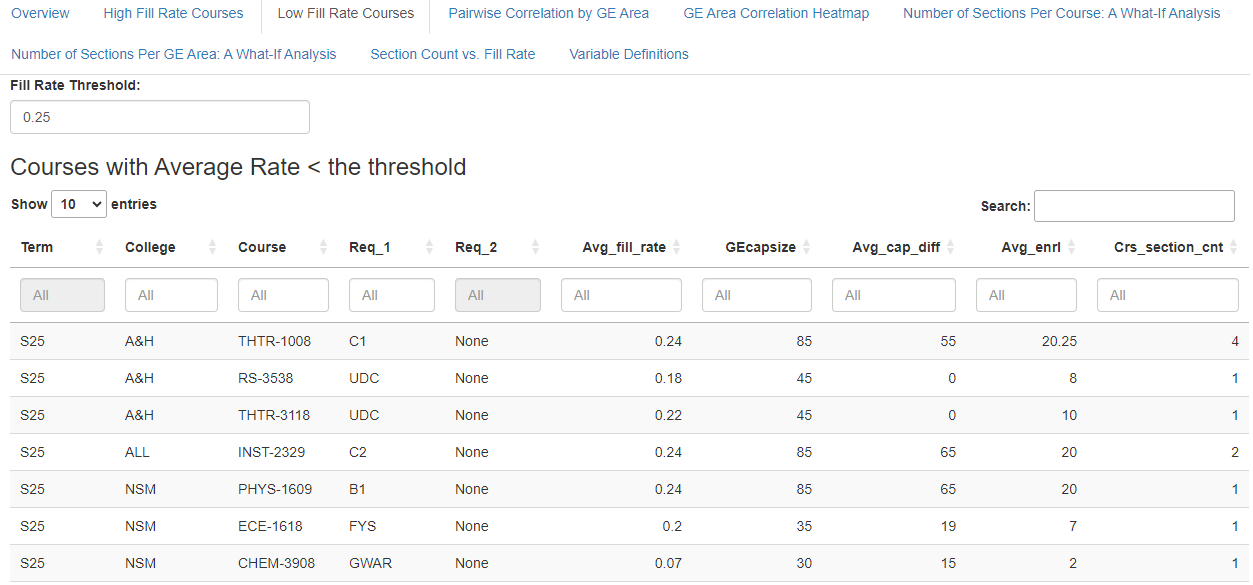 Overview High Fill Rate Courses Low Fill Rate Courses Pairwise Correlation by GE Area GE Area Correlation Heatmap Number of Sections Per Course: A What-If Analysis
Number of Sections Per GE Area: A What-If Analysis Section Count vs. Fill Rate Variable Definitions
Fill Rate Threshold:
0.25
Courses with Average Rate < the threshold
Show 10 entries Search:
Term College Course Req_1 Req_2 Avg_fill_rate GEcapsize Avg_cap_diff Avg_enrl Crs_section_cnt
All All All All All All All All All All
S25 A&H THTR-1008 C1 None 0.24 85 55 20.25 4
S25 A&H RS-3538 UDC None 0.18 45 0 8 1
S25 A&H THTR-3118 UDC None 0.22 45 0 10 1
S25 ALL INST-2329 C2 None 0.24 85 65 20 2
S25 NSM PHYS-1609 B1 None 0.24 85 65 20 1
S25 NSM ECE-1618 FYS None 0.2 35 19 7 1
S25 NSM CHEM-3908 GWAR None 0.07 30 15 2 1